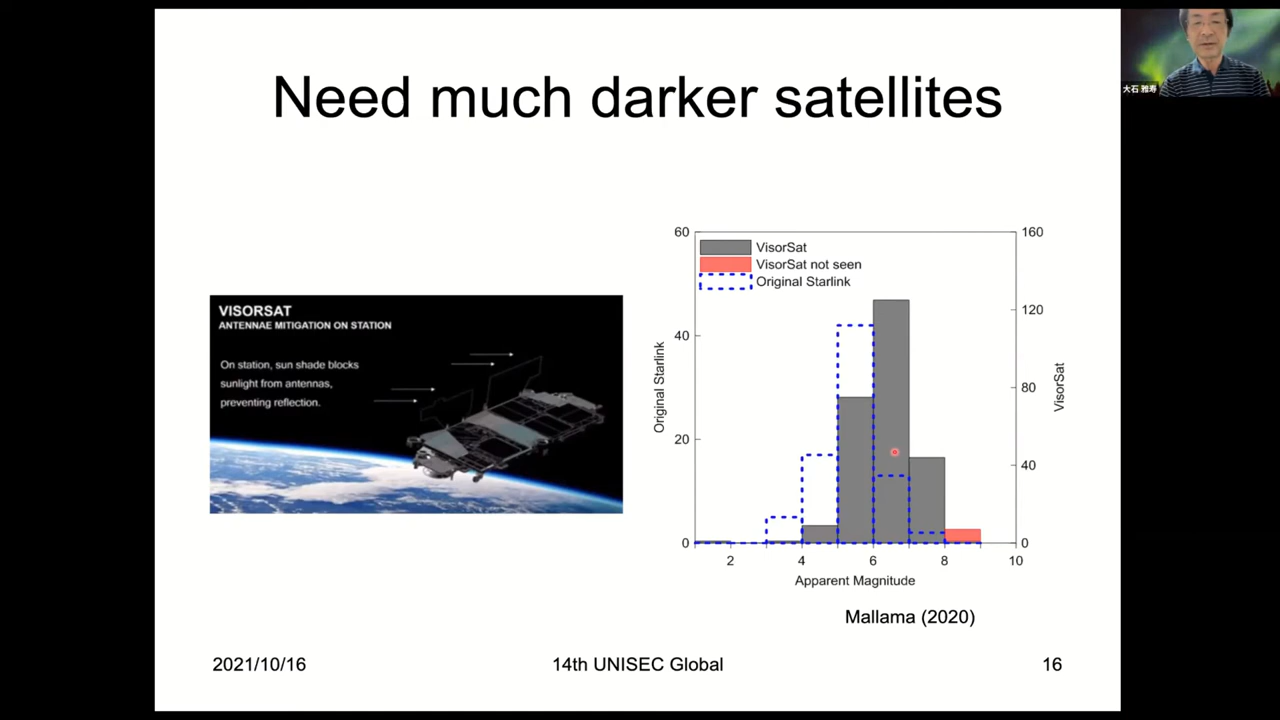 Need much darker satellites
大石 雅寿
VISORSAT
ANTENNAE MITIGATION ON STATION
On station, sun shade blocks
sunlight from antennas,
preventing reflection.
VisorSat
VisorSat not seen
Original Starlink
60
40
20
0
Original Starlink
160
120
80
40
0
VisorSat
2
4
6
8
10
Apparent Magnitude
Mallama (2020)
2021/10/16
14th UNISEC Global
16